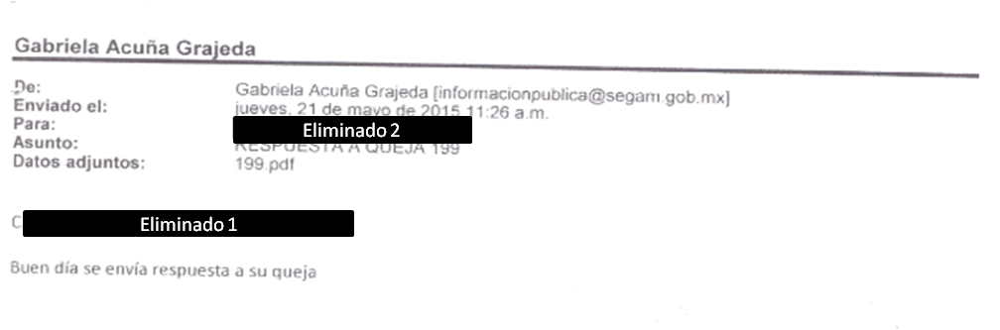 Gabriela Acuña Grajeda
De: Gabriela Acuña Grajeda [informacionpublica@segam.gob.mx]
Enviado el: jueves, 21 de mayo de 2015 11:26 a.m.
Para: Eliminado 2
Asunto: RESPUESTA A QUEJA 199
Datos adjuntos: 199.pdf
C Eliminado 1
Buen día se envía respuesta a su queja